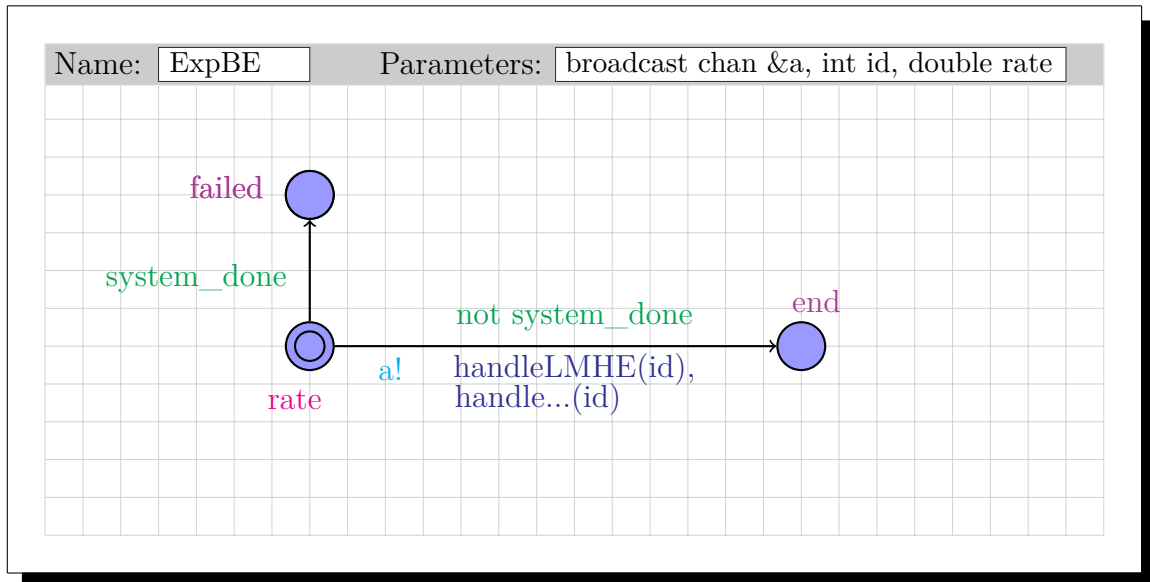 Name: ExpBE Parameters: broadcast chan &a, int id, double rate
failed
system_done
end
not system_done
a! handleLMHE(id),
rate handle...(id)